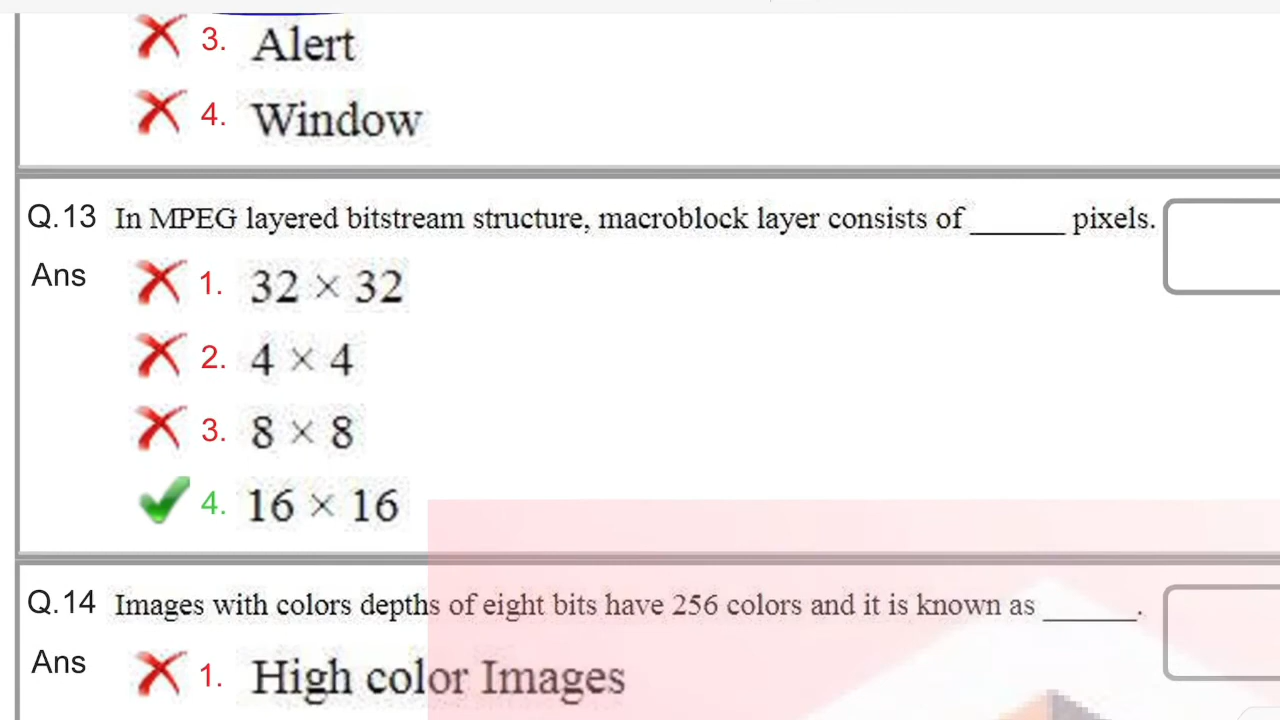 3. Alert
4. Window
Q.13 In MPEG layered bitstream structure, macroblock layer consists of ______ pixels.
Ans 1. 32 × 32
2. 4 × 4
3. 8 × 8
4. 16 × 16
Q.14 Images with colors depths of eight bits have 256 colors and it is known as ______.
Ans 1. High color Images